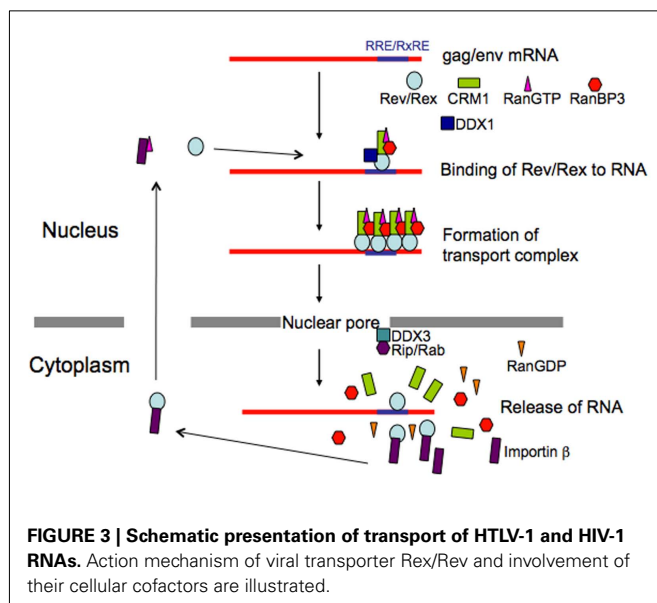 RRE/RxRE
gag/env mRNA
Rev/Rex CRM1 RanGTP RanBP3
DDX1
Binding of Rev/Rex to RNA
Nucleus
Formation of
transport complex
Nuclear pore
DDX3
Rip/Rab
Cytoplasm
RanGDP
Release of RNA
Importin β
FIGURE 3 | Schematic presentation of transport of HTLV-1 and HIV-1
RNAs. Action mechanism of viral transporter Rex/Rev and involvement of
their cellular cofactors are illustrated.